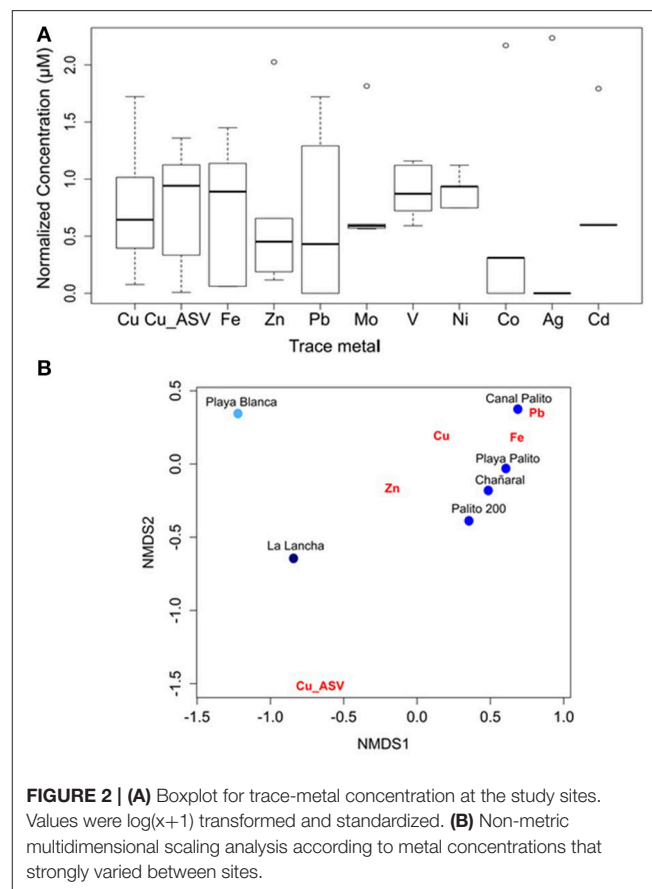 A
Normalized Concentration (µM)
2.0
1.5
1.0
0.5
0.0
Cu Cu_ASV Fe Zn Pb Mo V Ni Co Ag Cd
Trace metal
B
NMDS2
0.5
0.0
-0.5
-1.0
-1.5
Playa Blanca
Canal Palito
Pb
Cu
Fe
Playa Palito
Zn
Chañaral
Palito 200
La Lancha
Cu_ASV
-1.5 -1.0 -0.5 0.0 0.5 1.0
NMDS1
FIGURE 2 | (A) Boxplot for trace-metal concentration at the study sites.
Values were log(x+1) transformed and standardized. (B) Non-metric
multidimensional scaling analysis according to metal concentrations that
strongly varied between sites.